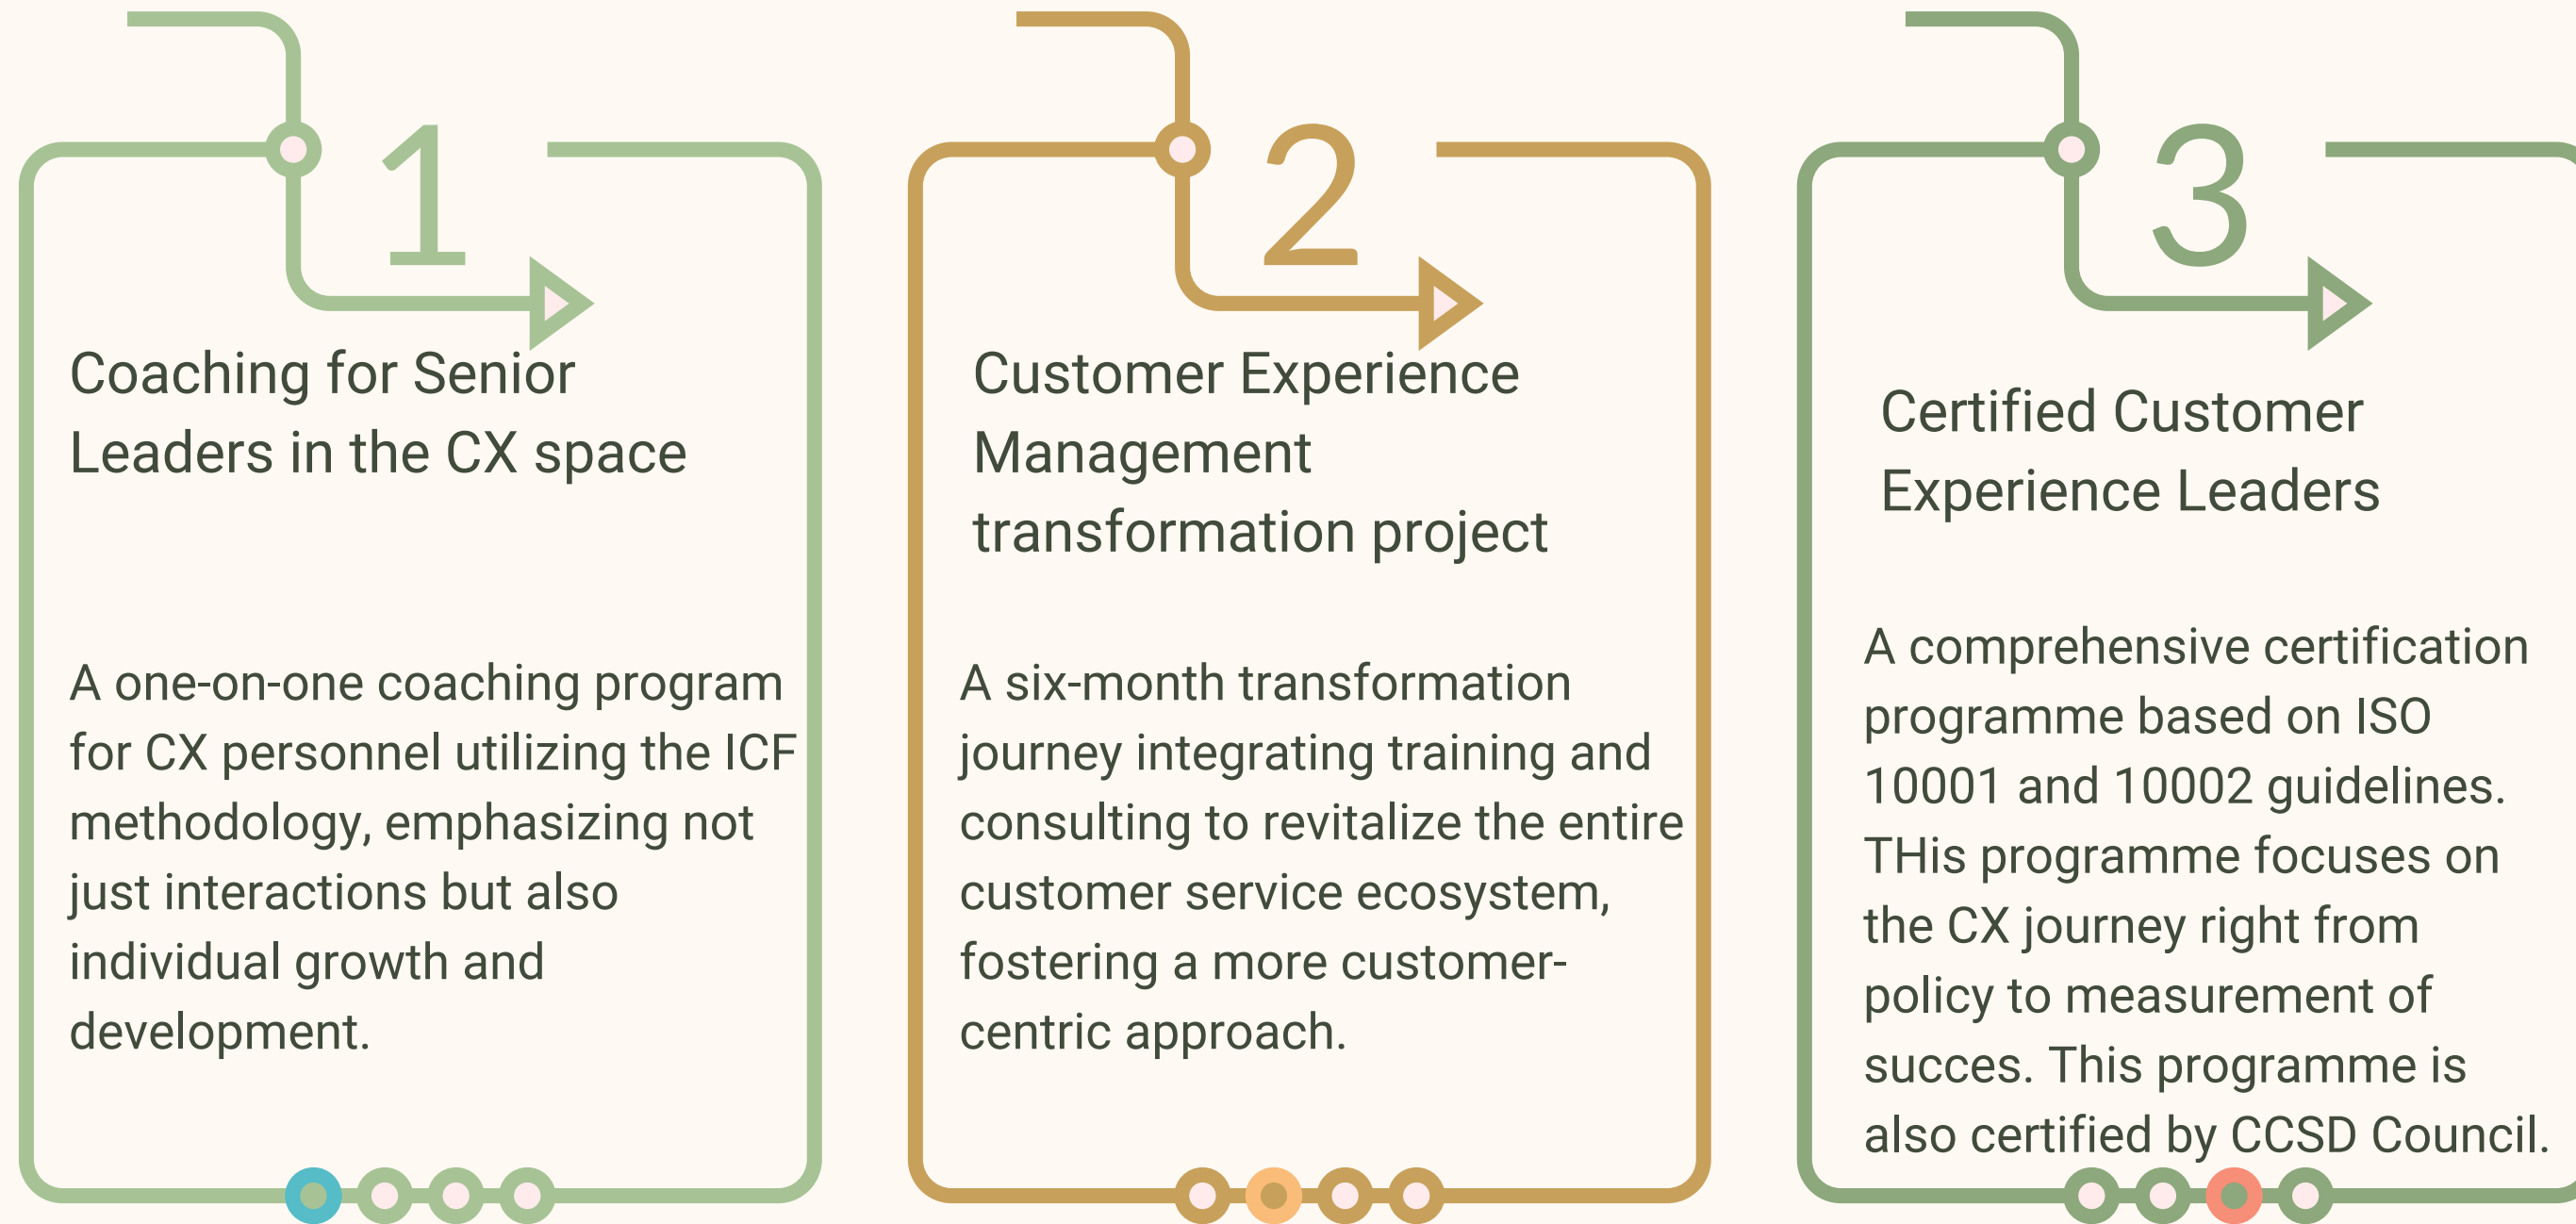 1
Coaching for Senior
Leaders in the CX space
A one-on-one coaching program
for CX personnel utilizing the ICF
methodology, emphasizing not
just interactions but also
individual growth and
development.
2
Customer Experience
Management
transformation project
A six-month transformation
journey integrating training and
consulting to revitalize the entire
customer service ecosystem,
fostering a more customer-
centric approach.
3
Certified Customer
Experience Leaders
A comprehensive certification
programme based on ISO
10001 and 10002 guidelines.
THis programme focuses on
the CX journey right from
policy to measurement of
succes. This programme is
also certified by CCSD Council.